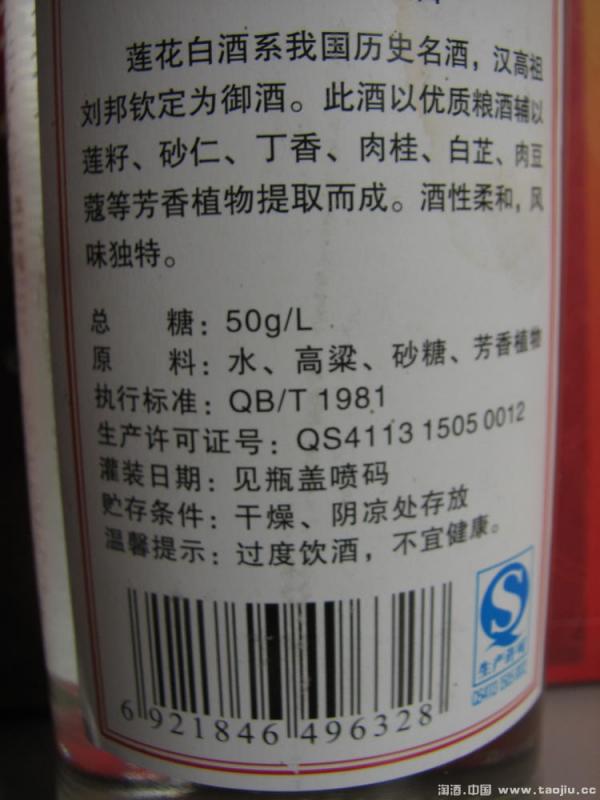 莲花白酒系我国历史名酒，汉高祖
刘邦钦定为御酒。此酒以优质粮酒辅以
莲籽、砂仁、丁香、肉桂、白芷、肉豆
蔻等芳香植物提取而成。酒性柔和，风
味独特。
总　　糖：50g/L
原　　料：水、高粱、砂糖、芳香植物
执行标准：QB/T 1981
生产许可证号：QS4113 1505 0012
灌装日期：见瓶盖喷码
贮存条件：干燥、阴凉处存放
温馨提示：过度饮酒，不宜健康。
生产许可
6 921846 496328
淘酒.中国 www.taojiu.cc